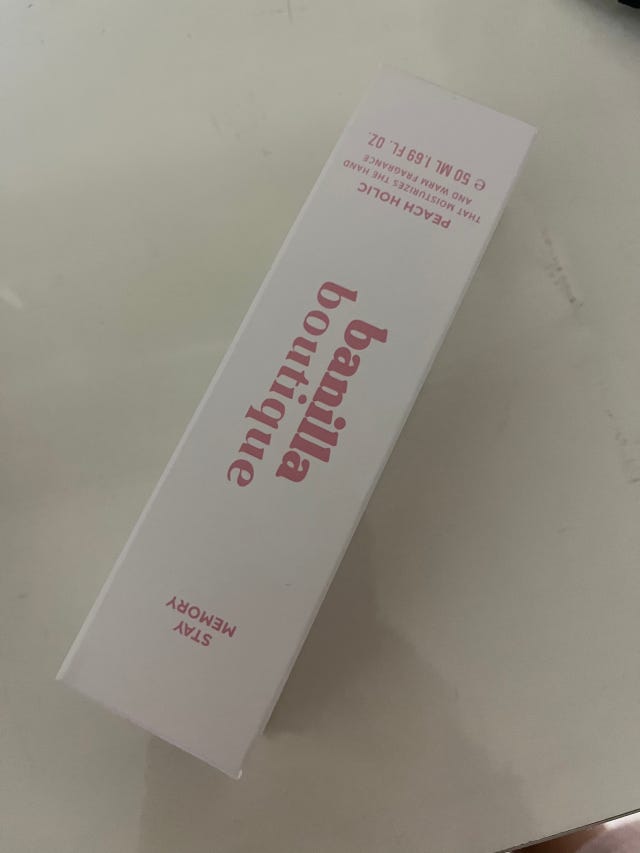 STAY
MEMORY
banilla
boutique
PEACH HOLIC
THAT MOISTURIZES THE HAND
AND WARM FRAGRANCE
℮ 50 ML 1.69 FL. OZ.